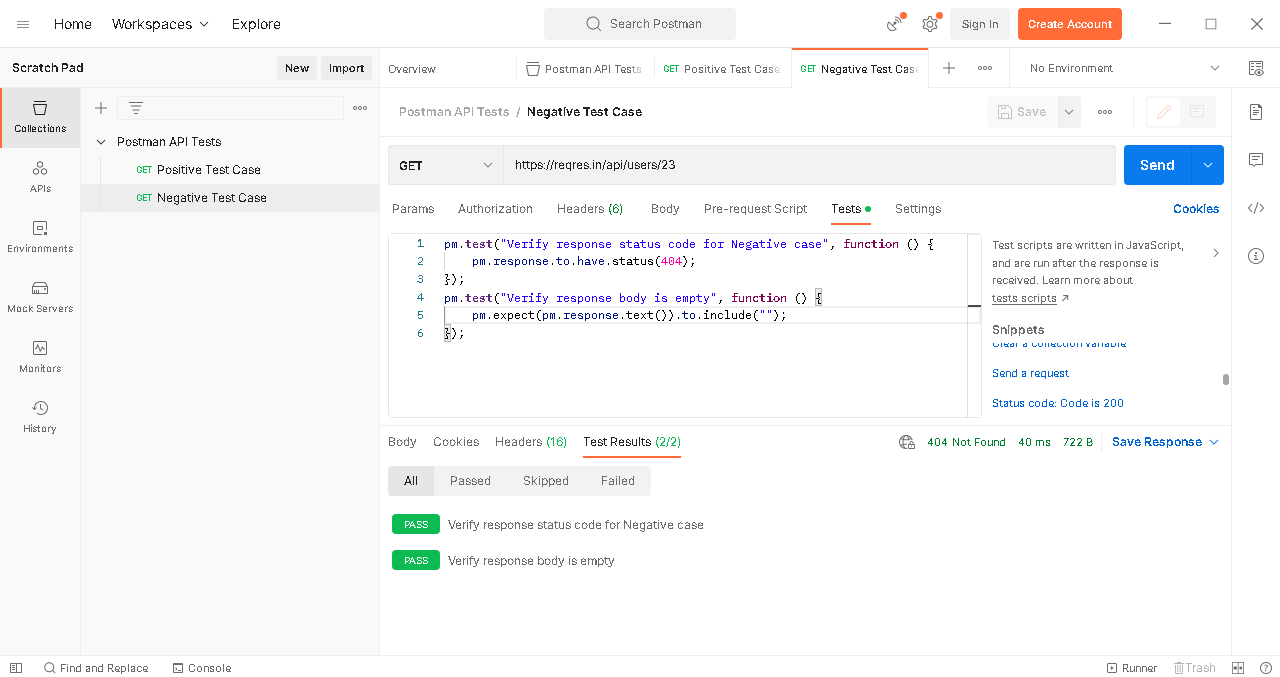 Home Workspaces Explore Search Postman Sign In Create Account
Scratch Pad New Import Overview Postman API Tests GET Positive Test Case GET Negative Test Cas No Environment
Collections
APIs
Environments
Mock Servers
Monitors
History
Postman API Tests
GET Positive Test Case
GET Negative Test Case
Postman API Tests / Negative Test Case Save
GET https://reqres.in/api/users/23 Send
Params Authorization Headers (6) Body Pre-request Script Tests Settings Cookies
1 pm.test("Verify response status code for Negative case", function () {
2 pm.response.to.have.status(404);
3 });
4 pm.test("Verify response body is empty", function () {
5 pm.expect(pm.response.text()).to.include("");
6 });
Test scripts are written in JavaScript,
and are run after the response is
received. Learn more about
tests scripts ↗
Snippets
Clear a collection variable
Send a request
Status code: Code is 200
Body Cookies Headers (16) Test Results (2/2) 404 Not Found 40 ms 722 B Save Response
All Passed Skipped Failed
PASS Verify response status code for Negative case
PASS Verify response body is empty
Find and Replace Console Runner Trash